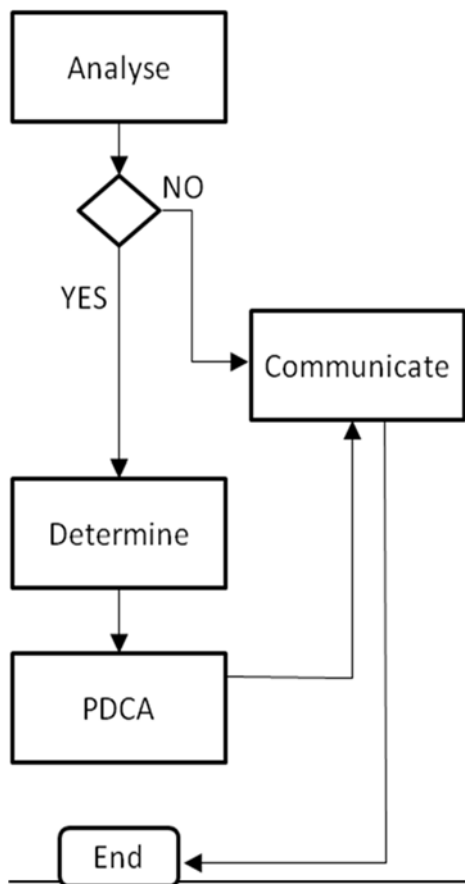 Analyse
NO
YES
Communicate
Determine
PDCA
End